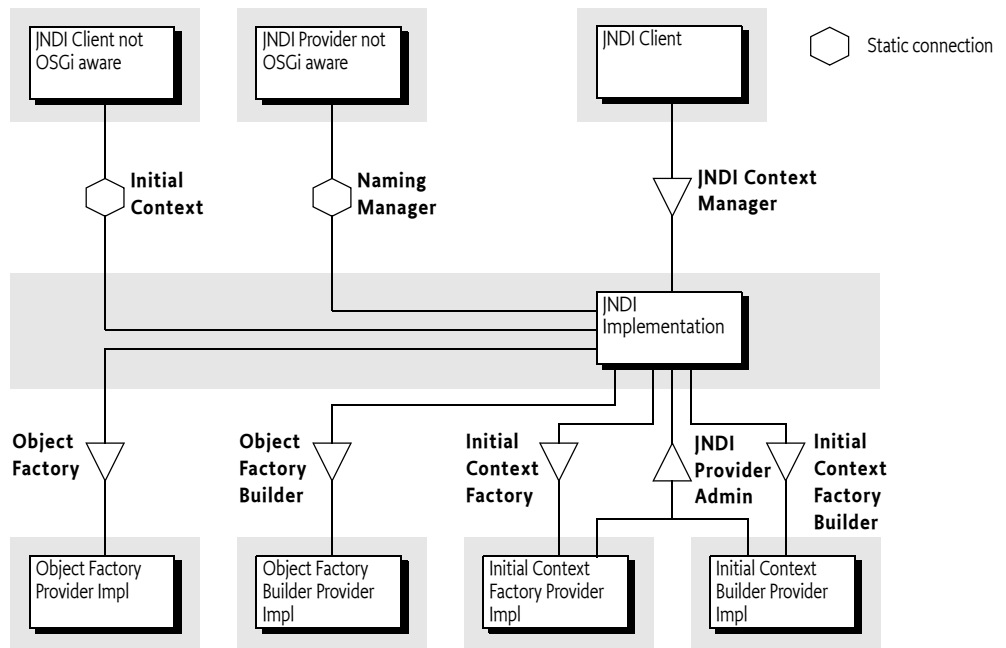 JNDI Client not
OSGi aware
JNDI Provider not
OSGi aware
JNDI Client
Static connection
Initial
Context
Naming
Manager
JNDI Context
Manager
JNDI
Implementation
Object
Factory
Object
Factory
Builder
Initial
Context
Factory
JNDI
Provider
Admin
Initial
Context
Factory
Builder
Object Factory
Provider Impl
Object Factory
Builder Provider
Impl
Initial Context
Factory Provider
Impl
Initial Context
Builder Provider
Impl